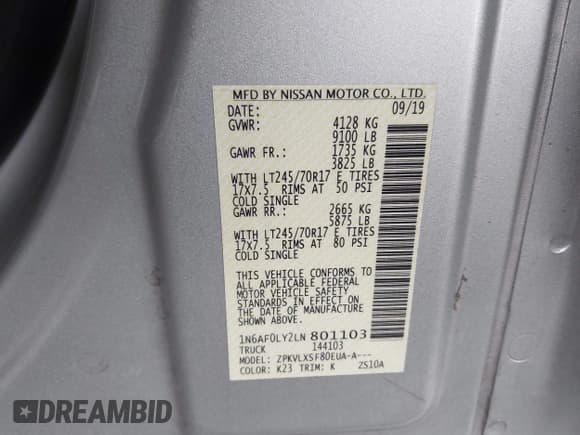 MFD BY NISSAN MOTOR CO., LTD.
DATE: 09/19
GVWR: 4128 KG
9100 LB
GAWR FR.: 1735 KG
3825 LB
WITH LT245/70R17 E TIRES
17X7.5 RIMS AT 50 PSI
COLD SINGLE
GAWR RR.: 2665 KG
5875 LB
WITH LT245/70R17 E TIRES
17X7.5 RIMS AT 80 PSI
COLD SINGLE
THIS VEHICLE CONFORMS TO
ALL APPLICABLE FEDERAL
MOTOR VEHICLE SAFETY
STANDARDS IN EFFECT ON
THE DATE OF MANUFACTURE
SHOWN ABOVE.
1N6AF0LY2LN801103
TRUCK 144103
MODEL: ZPKVLXSF80EUA-A---
COLOR: K23 TRIM: K ZS10A
DREAMBID